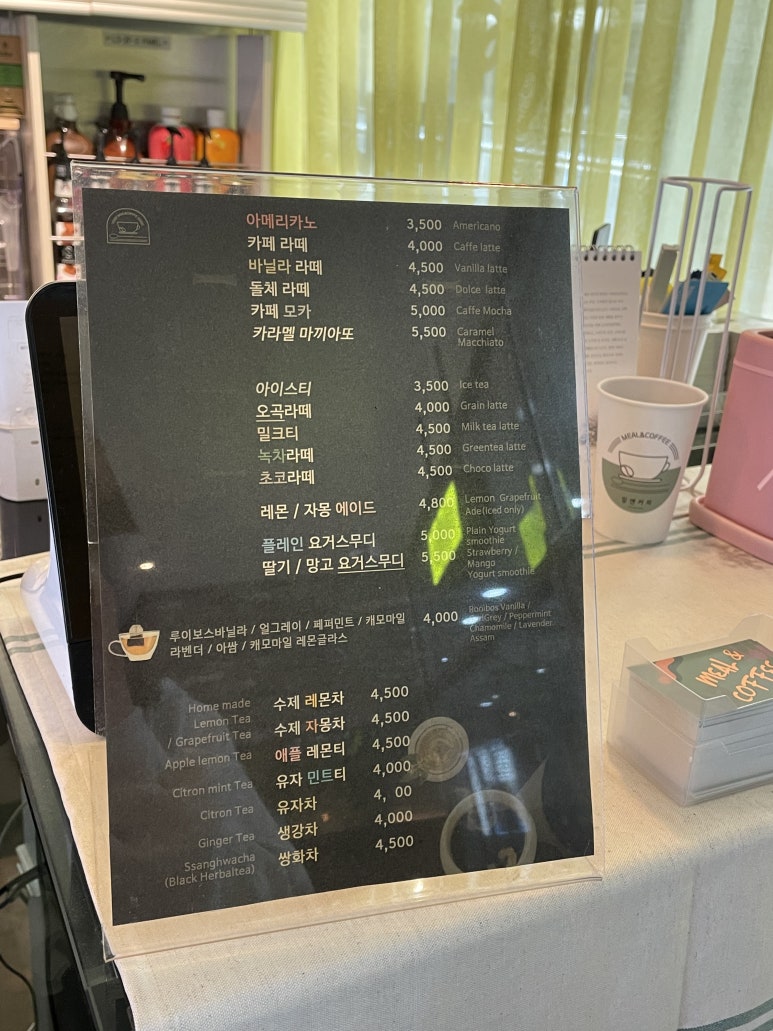 아메리카노 3,500 Americano
카페 라떼 4,000 Caffe latte
바닐라 라떼 4,500 Vanilla latte
돌체 라떼 4,500 Dolce latte
카페 모카 5,000 Caffe Mocha
카라멜 마끼아또 5,500 Caramel
Macchiato
아이스티 3,500 Ice tea
오곡라떼 4,000 Grain latte
밀크티 4,500 Milk tea latte
녹차라떼 4,500 Greentea latte
초코라떼 4,500 Choco latte
레몬 / 자몽 에이드 4,800 Lemon Grapefruit
Ade(iced only)
플레인 요거스무디 5,000 Plain Yogurt
smoothie
딸기 / 망고 요거스무디 5,500 Strawberry /
Mango
Yogurt smoothie
루이보스바닐라 / 얼그레이 / 페퍼민트 / 캐모마일 4,000 Rooibos Vanilla /
라벤더 / 아쌈 / 캐모마일 레몬글라스 EarlGrey / Peppermint
Chamomile / Lavender
Assam
Home made 수제 레몬차 4,500
Lemon Tea
/ Grapefruit Tea 수제 자몽차 4,500
Apple lemon Tea 애플 레몬티 4,500
Citron mint Tea 유자 민트티 4,000
Citron Tea 유자차 4, 00
Ginger Tea 생강차 4,000
Ssanghwacha 쌍화차 4,500
(Black Herbaltea)
MEAL&COFFEE
밀앤커피
MEAL &
COFFEE